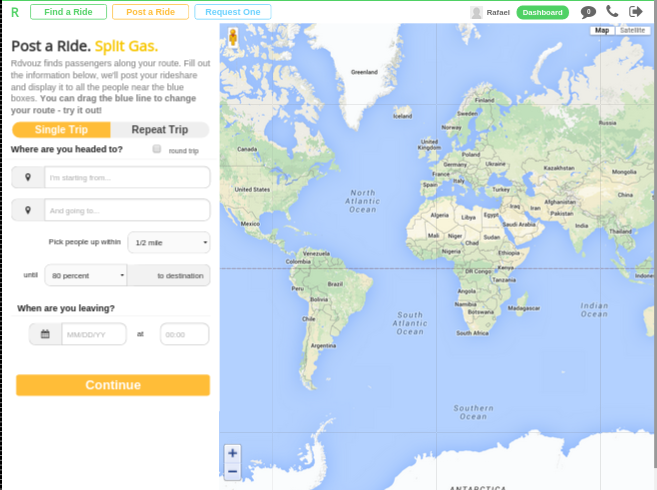 R Find a Ride Post a Ride Request One Rafael Dashboard 0
Map Satellite
Post a Ride. Split Gas.
Rdvouz finds passengers along your route. Fill out
the information below, we'll post your rideshare
and display it to all the people near the blue
boxes. You can drag the blue line to change
your route - try it out!
Single Trip Repeat Trip
Where are you headed to? round trip
I'm starting from...
And going to...
Pick people up within 1/2 mile
until 80 percent to destination
When are you leaving?
MM/DD/YY at 00:00
Continue
Greenland
Iceland
Finland
Sweden
Norway
Russia
United
Kingdom
Canada
Poland
Germany
Ukraine
Kazakhstan
Mongolia
France
Italy
Spain
Turkey
United States
China
North
Atlantic
Ocean
Iraq
Iran
Afghanistan
Pakistan
Algeria
Libya
Egypt
Saudi Arabia
India
Mexico
Mali
Niger
Sudan
Chad
Thailand
Nigeria
Ethiopia
Venezuela
Colombia
DR Congo
Kenya
Tanzania
Indones
Brazil
Peru
Angola
Bolivia
Namibia
Botswana
Madagascar
Indian
Ocean
Chile
South
Atlantic
Ocean
South Africa
Argentina
Southern
Ocean
+
−
ANTARCTICA